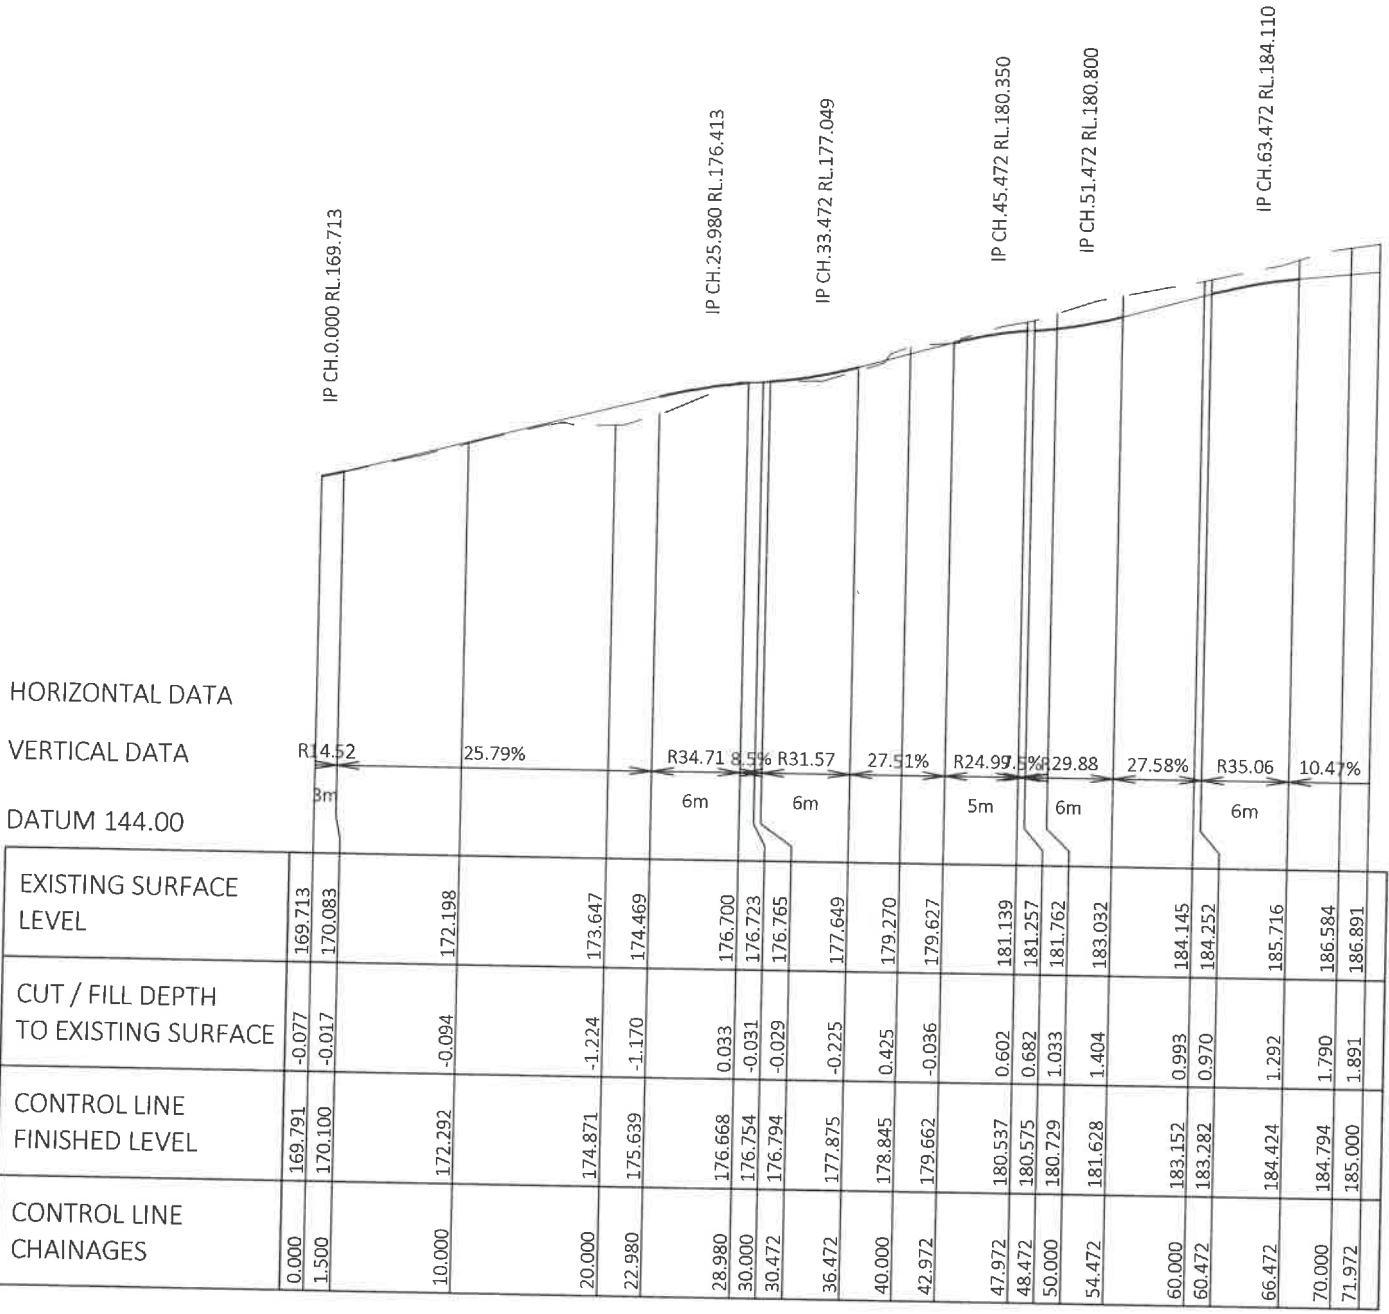 IP CH.0.000 RL.169.713
IP CH.25.980 RL.176.413
IP CH.33.472 RL.177.049
IP CH.45.472 RL.180.350
IP CH.51.472 RL.180.800
IP CH.63.472 RL.184.110
HORIZONTAL DATA
VERTICAL DATA
R14.52 25.79% R34.71 8.5% R31.57 27.51% R24.99 7.5% R29.88 27.58% R35.06 10.47%
3m 6m 6m 5m 6m 6m
DATUM 144.00
EXISTING SURFACE
LEVEL
169.713 170.083 172.198 173.647 174.469 176.700 176.723 176.765 177.649 179.270 179.627 181.139 181.257 181.762 183.032 184.145 184.252 185.716 186.584 186.891
CUT / FILL DEPTH
TO EXISTING SURFACE
-0.077 -0.017 -0.094 -1.224 -1.170 0.033 -0.031 -0.029 -0.225 0.425 -0.036 0.602 0.682 1.033 1.404 0.993 0.970 1.292 1.790 1.891
CONTROL LINE
FINISHED LEVEL
169.791 170.100 172.292 174.871 175.639 176.668 176.754 176.794 177.875 178.845 179.662 180.537 180.575 180.729 181.628 183.152 183.282 184.424 184.794 185.000
CONTROL LINE
CHAINAGES
0.000 1.500 10.000 20.000 22.980 28.980 30.000 30.472 36.472 40.000 42.972 47.972 48.472 50.000 54.472 60.000 60.472 66.472 70.000 71.972